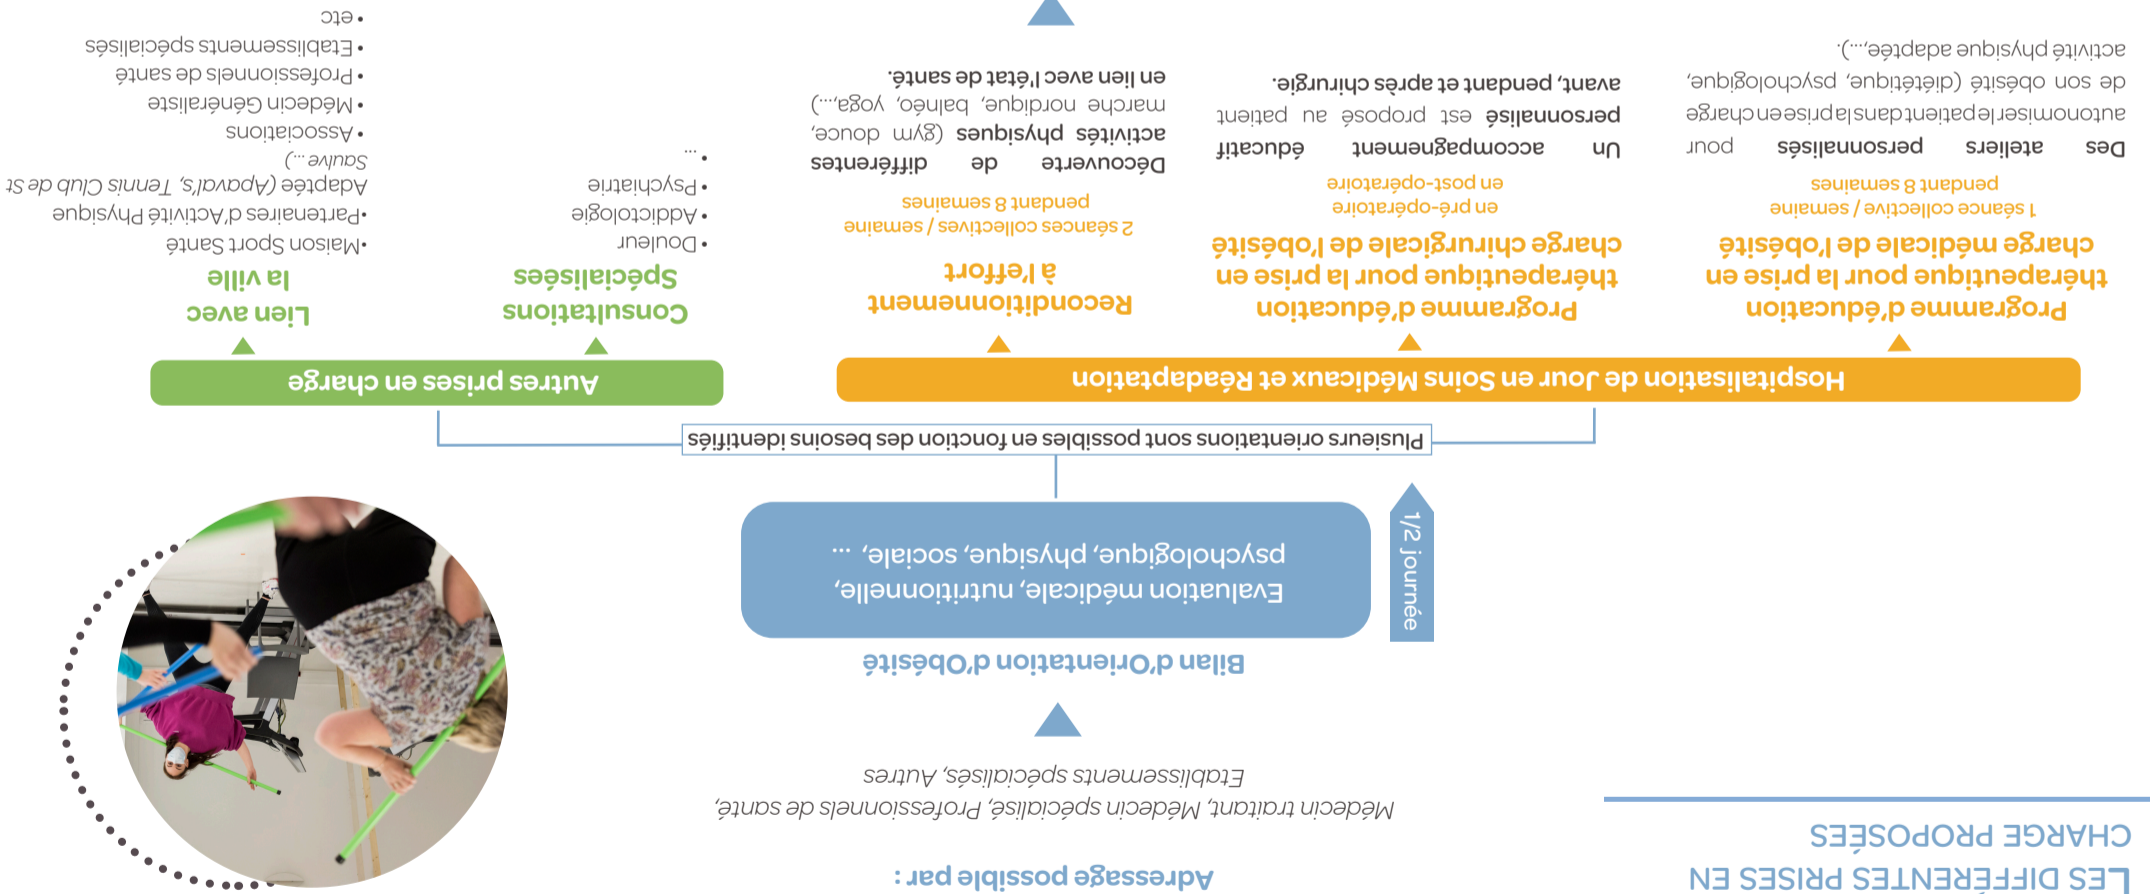 LES DIFFÉRENTES PRISES EN
CHARGE PROPOSÉES
Adressage possible par :
Médecin traitant, Médecin spécialisé, Professionnels de santé,
Etablissements spécialisés, Autres
Bilan d'Orientation d'Obésité
1/2 journée
Evaluation médicale, nutritionnelle,
psychologique, physique, sociale, ...
Plusieurs orientations sont possibles en fonction des besoins identifiés
Hospitalisation de Jour en Soins Médicaux et Réadaptation
Programme d'éducation
thérapeutique pour la prise en
charge médicale de l'obésité
1 séance collective / semaine
pendant 8 semaines
Des ateliers personnalisés pour
autonomiser le patient dans la prise en charge
de son obésité (diététique, psychologique,
activité physique adaptée,...).
Programme d'éducation
thérapeutique pour la prise en
charge chirurgicale de l'obésité
en pré-opératoire
en post-opératoire
Un accompagnement éducatif
personnalisé est proposé au patient
avant, pendant et après chirurgie.
Reconditionnement
à l'effort
2 séances collectives / semaine
pendant 8 semaines
Découverte de différentes
activités physiques (gym douce,
marche nordique, balnéo, yoga,...)
en lien avec l'état de santé.
Autres prises en charge
Consultations
Spécialisées
• Douleur
• Addictologie
• Psychiatrie
• ...
Lien avec
la ville
•Maison Sport Santé
•Partenaires d'Activité Physique
Adaptée (Apaval's, Tennis Club de St
Saulve ...)
• Associations
• Médecin Généraliste
• Professionnels de santé
• Etablissements spécialisés
• etc